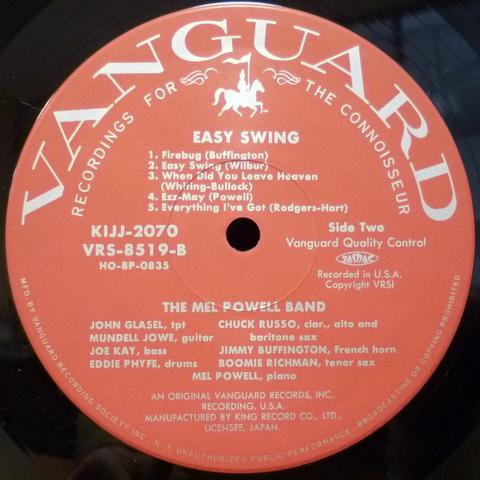 VANGUARD
RECORDINGS FOR THE CONNOISSEUR
EASY SWING
1. Firebug (Buffington)
2. Easy Swing (Wilbur)
3. When Did You Leave Heaven
(Whiting-Bullock)
4. Ezz-May (Powell)
5. Everything I've Got (Rodgers-Hart)
KIJJ-2070
VRS-8519-B
HO-8P-0835
Side Two
Vanguard Quality Control
JASRAC
Recorded in U.S.A.
Copyright VRSI
THE MEL POWELL BAND
JOHN GLASEL, tpt
MUNDELL JOWE, guitar
JOE KAY, bass
EDDIE PHYFE, drums
CHUCK RUSSO, clar., alto and
baritone sax
JIMMY BUFFINGTON, French horn
BOOMIE RICHMAN, tenor sax
MEL POWELL, piano
AN ORIGINAL VANGUARD RECORDS, INC.,
RECORDING, U.S.A.
MANUFACTURED BY KING RECORD CO., LTD.,
LICENSEE, JAPAN.
MFD. BY VANGUARD RECORDING SOCIETY INC. N. Y. UNAUTHORIZED PUBLIC PERFORMANCE, BROADCASTING OR COPYING PROHIBITED